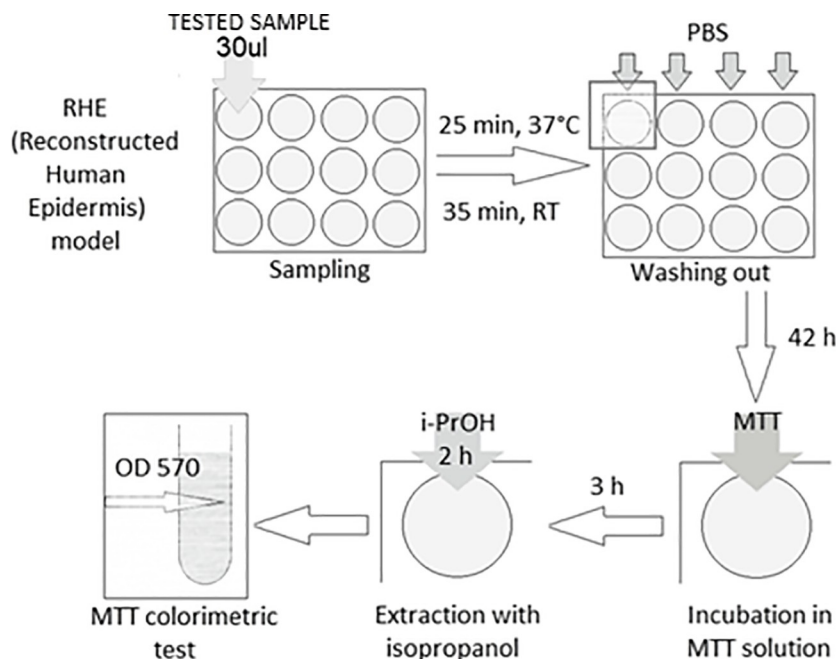 TESTED SAMPLE
30ul
RHE
(Reconstructed
Human
Epidermis)
model
Sampling
25 min, 37°C
35 min, RT
PBS
Washing out
42 h
MTT
Incubation in
MTT solution
3 h
i-PrOH
2 h
Extraction with
isopropanol
OD 570
MTT colorimetric
test